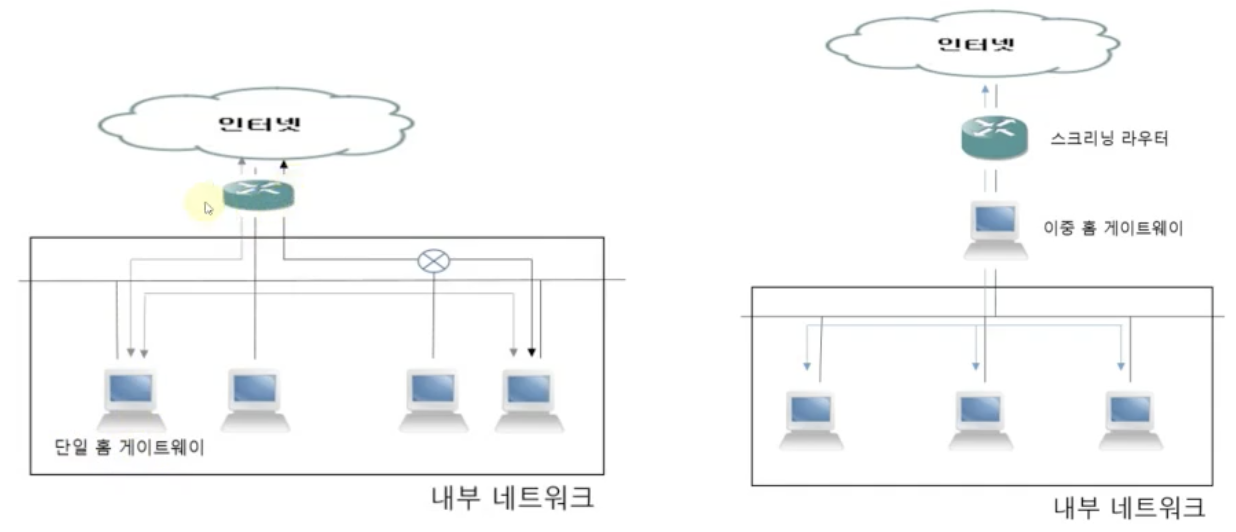 인터넷
단일 홈 게이트웨이
내부 네트워크
인터넷
스크리닝 라우터
이중 홈 게이트웨이
내부 네트워크